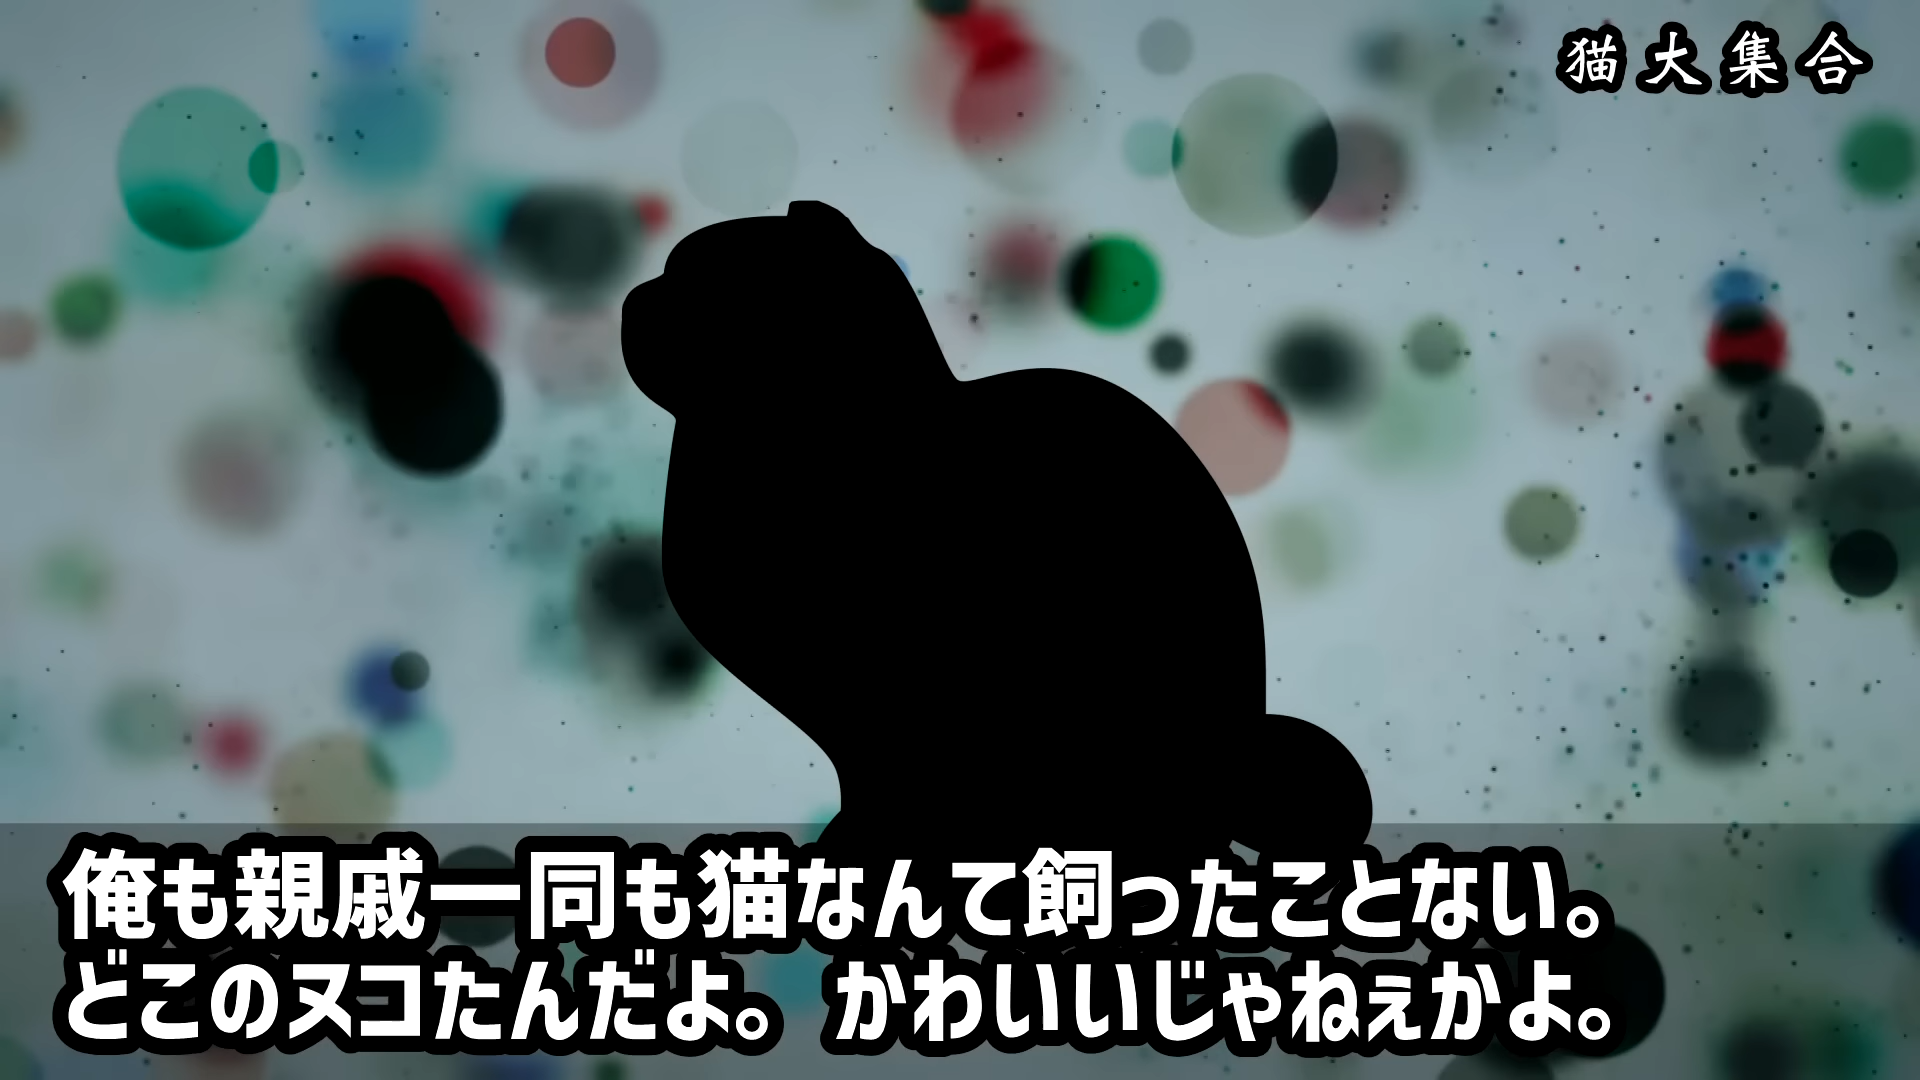 猫大集合
俺も親戚一同も猫なんて飼ったことない。
どこのヌコたんだよ。かわいいじゃねぇかよ。